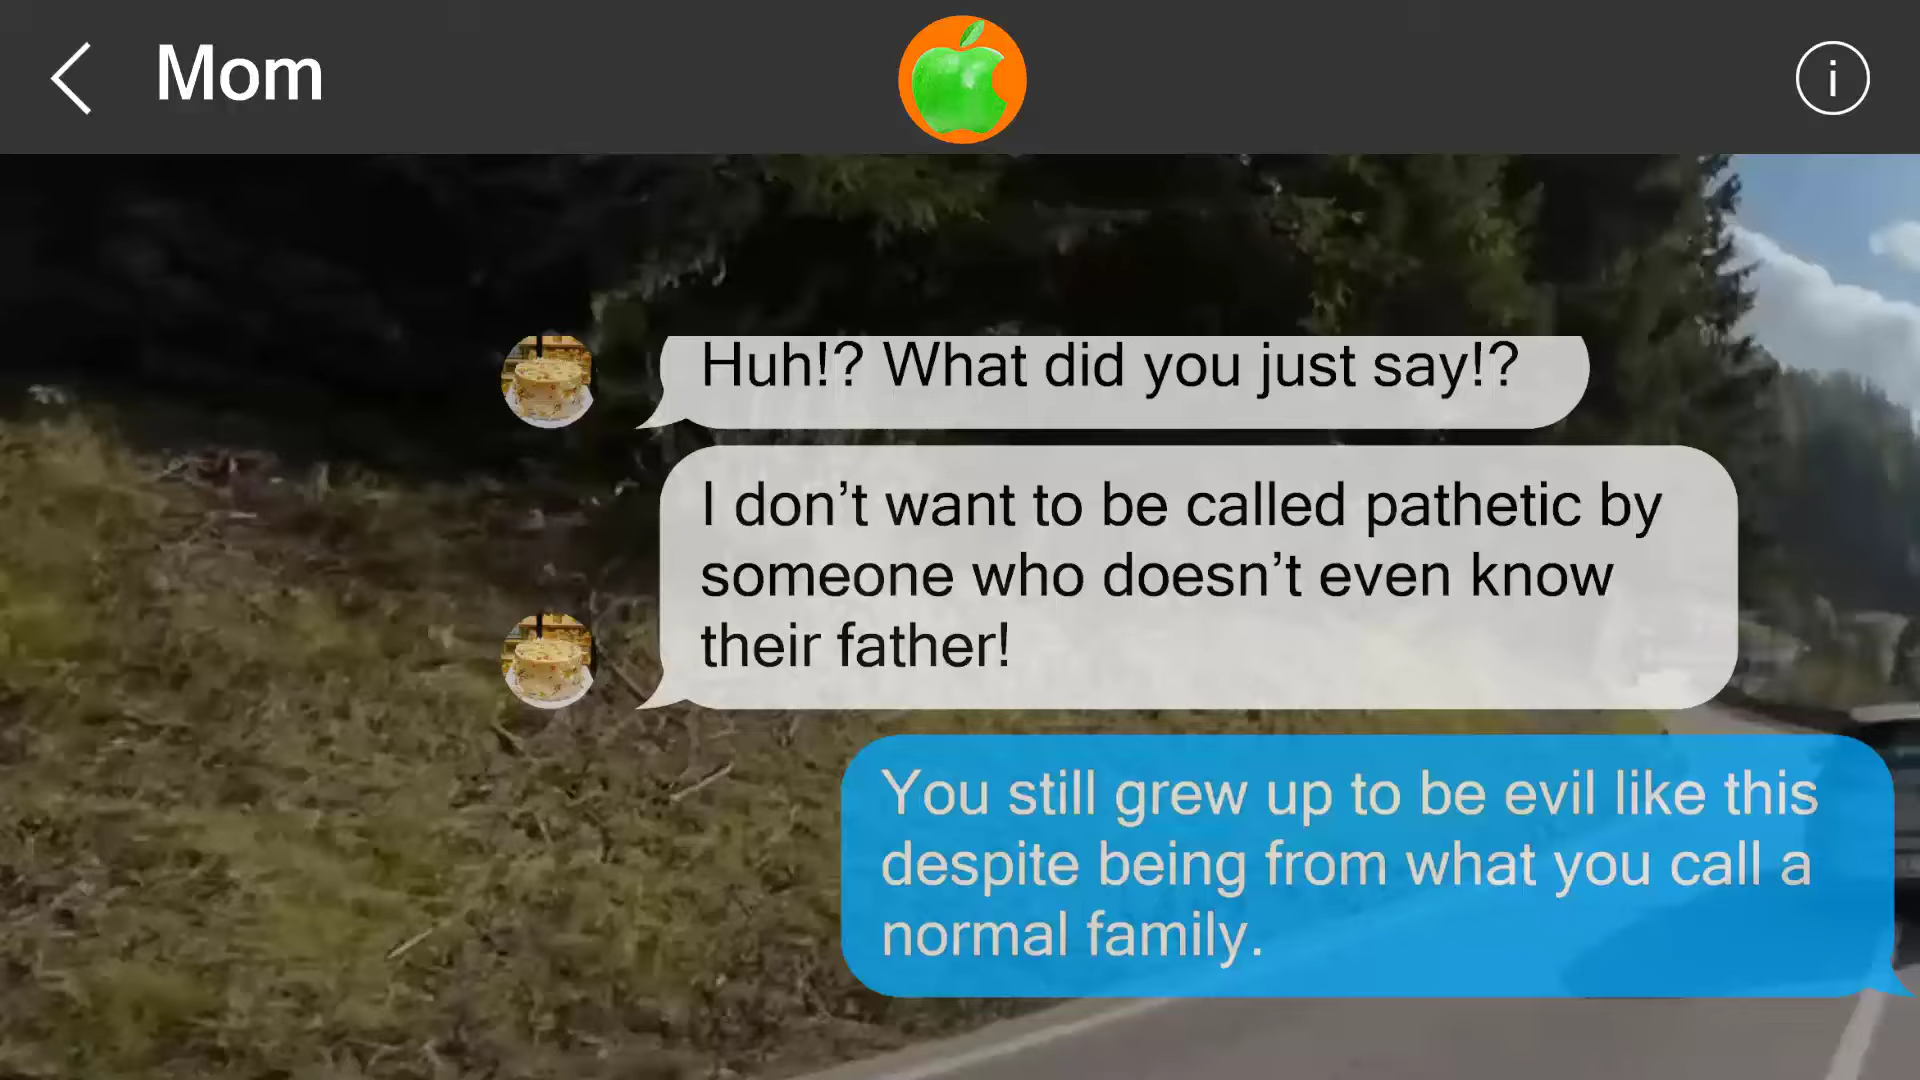 Mom
Huh!? What did you just say!?
I don’t want to be called pathetic by
someone who doesn’t even know
their father!
You still grew up to be evil like this
despite being from what you call a
normal family.